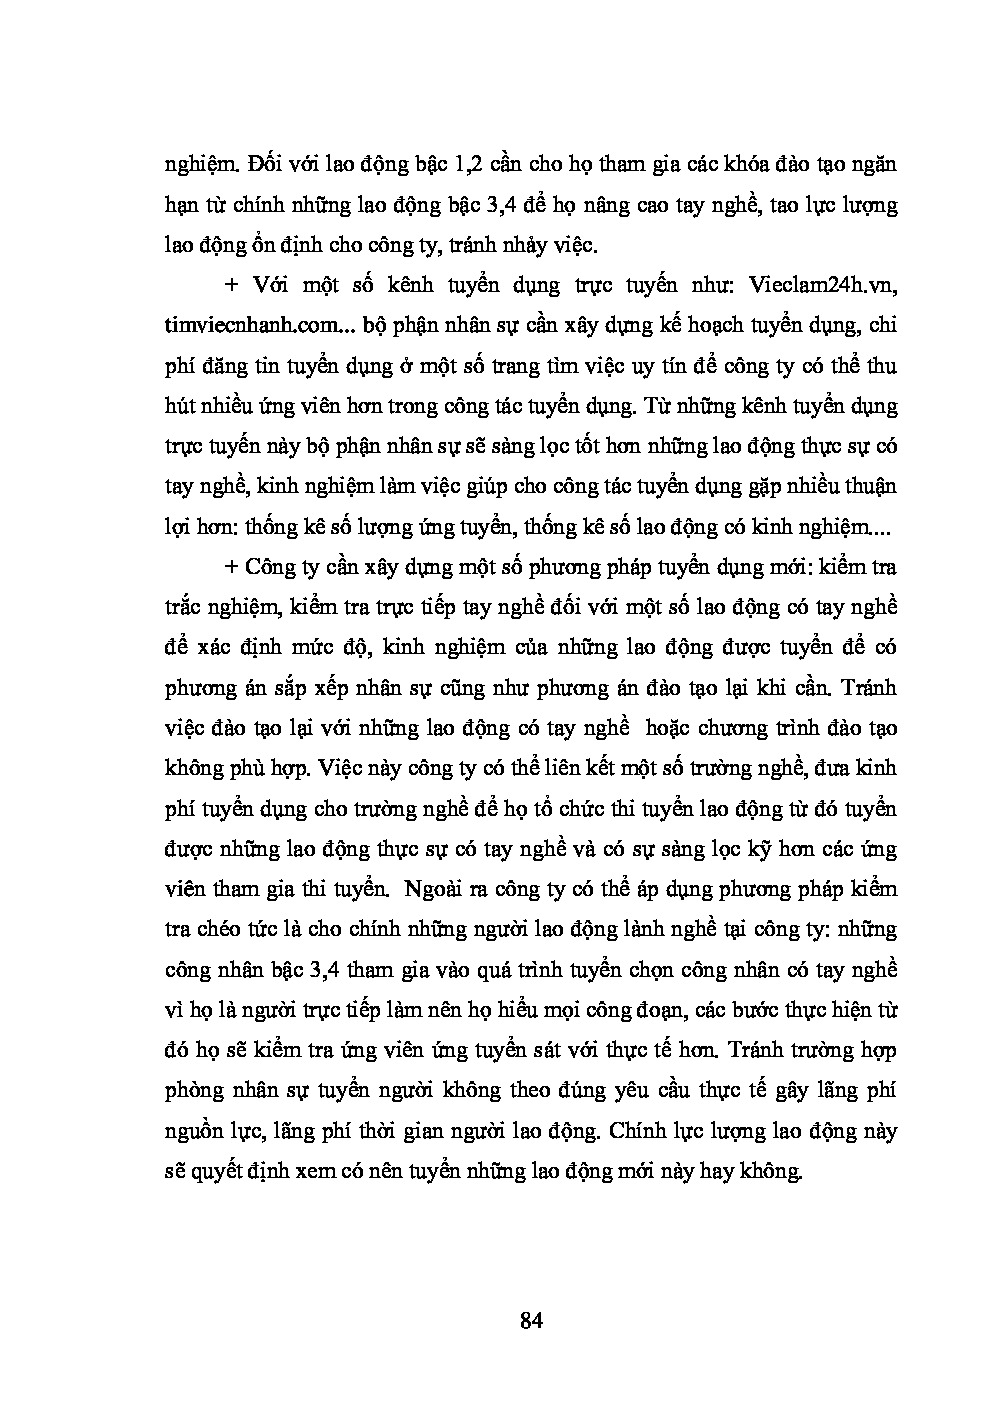 nghiệm. Đối với lao động bậc 1,2 cần cho họ tham gia các khóa đào tạo ngăn
hạn từ chính những lao động bậc 3,4 để họ nâng cao tay nghề, tao lực lượng
lao động ổn định cho công ty, tránh nhảy việc.
+ Với một số kênh tuyển dụng trực tuyến như: Vieclam24h.vn,
timviecnhanh.com... bộ phận nhân sự cần xây dựng kế hoạch tuyển dụng, chi
phí đăng tin tuyển dụng ở một số trang tìm việc uy tín để công ty có thể thu
hút nhiều ứng viên hơn trong công tác tuyển dụng. Từ những kênh tuyển dụng
trực tuyến này bộ phận nhân sự sẽ sàng lọc tốt hơn những lao động thực sự có
tay nghề, kinh nghiệm làm việc giúp cho công tác tuyển dụng gặp nhiều thuận
lợi hơn: thống kê số lượng ứng tuyển, thống kê số lao động có kinh nghiệm....
+ Công ty cần xây dựng một số phương pháp tuyển dụng mới: kiểm tra
trắc nghiệm, kiểm tra trực tiếp tay nghề đối với một số lao động có tay nghề
để xác định mức độ, kinh nghiệm của những lao động được tuyển để có
phương án sắp xếp nhân sự cũng như phương án đào tạo lại khi cần. Tránh
việc đào tạo lại với những lao động có tay nghề hoặc chương trình đào tạo
không phù hợp. Việc này công ty có thể liên kết một số trường nghề, đưa kinh
phí tuyển dụng cho trường nghề để họ tổ chức thi tuyển lao động từ đó tuyển
được những lao động thực sự có tay nghề và có sự sàng lọc kỹ hơn các ứng
viên tham gia thi tuyển. Ngoài ra công ty có thể áp dụng phương pháp kiểm
tra chéo tức là cho chính những người lao động lành nghề tại công ty: những
công nhân bậc 3,4 tham gia vào quá trình tuyển chọn công nhân có tay nghề
vì họ là người trực tiếp làm nên họ hiểu mọi công đoạn, các bước thực hiện từ
đó họ sẽ kiểm tra ứng viên ứng tuyển sát với thực tế hơn. Tránh trường hợp
phòng nhân sự tuyển người không theo đúng yêu cầu thực tế gây lãng phí
nguồn lực, lãng phí thời gian người lao động. Chính lực lượng lao động này
sẽ quyết định xem có nên tuyển những lao động mới này hay không.
84